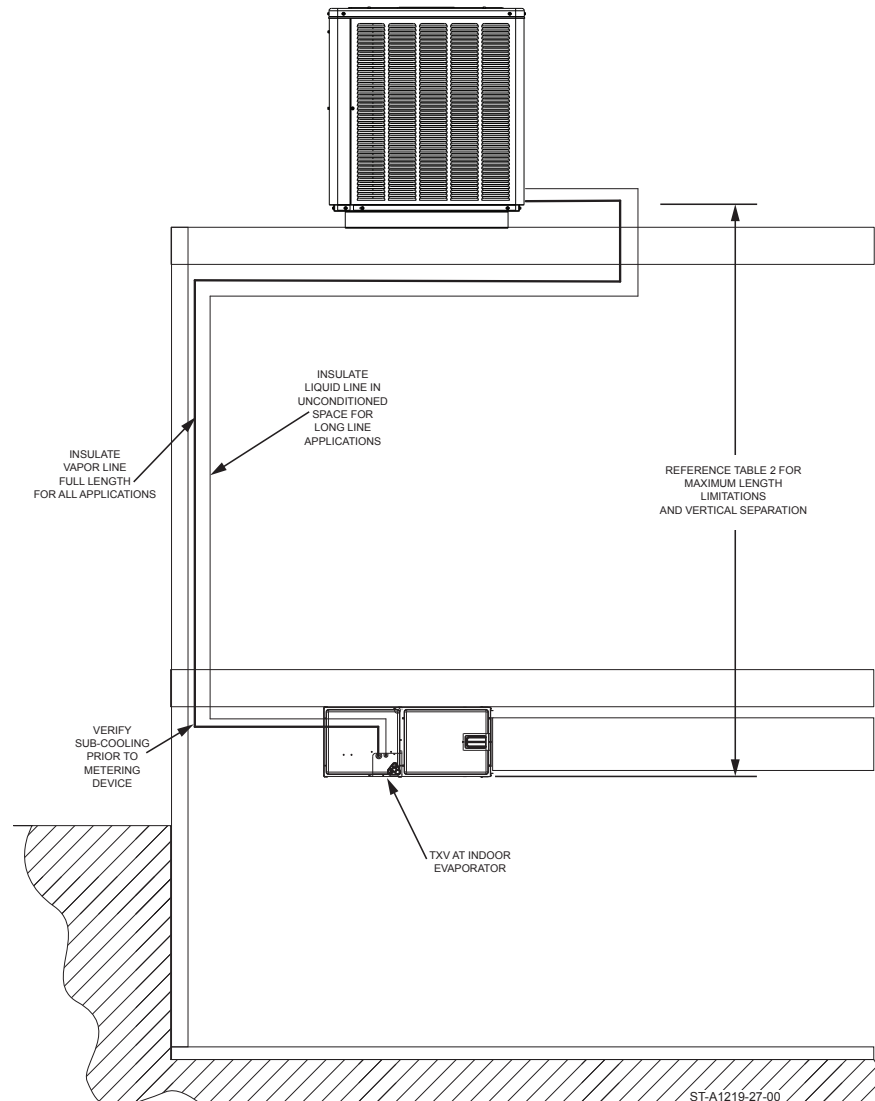 INSULATE
LIQUID LINE IN
UNCONDITIONED
SPACE FOR
LONG LINE
APPLICATIONS
INSULATE
VAPOR LINE
FULL LENGTH
FOR ALL APPLICATIONS
REFERENCE TABLE 2 FOR
MAXIMUM LENGTH
LIMITATIONS
AND VERTICAL SEPARATION
VERIFY
SUB-COOLING
PRIOR TO
METERING
DEVICE
TXV AT INDOOR
EVAPORATOR
ST-A1219-27-00